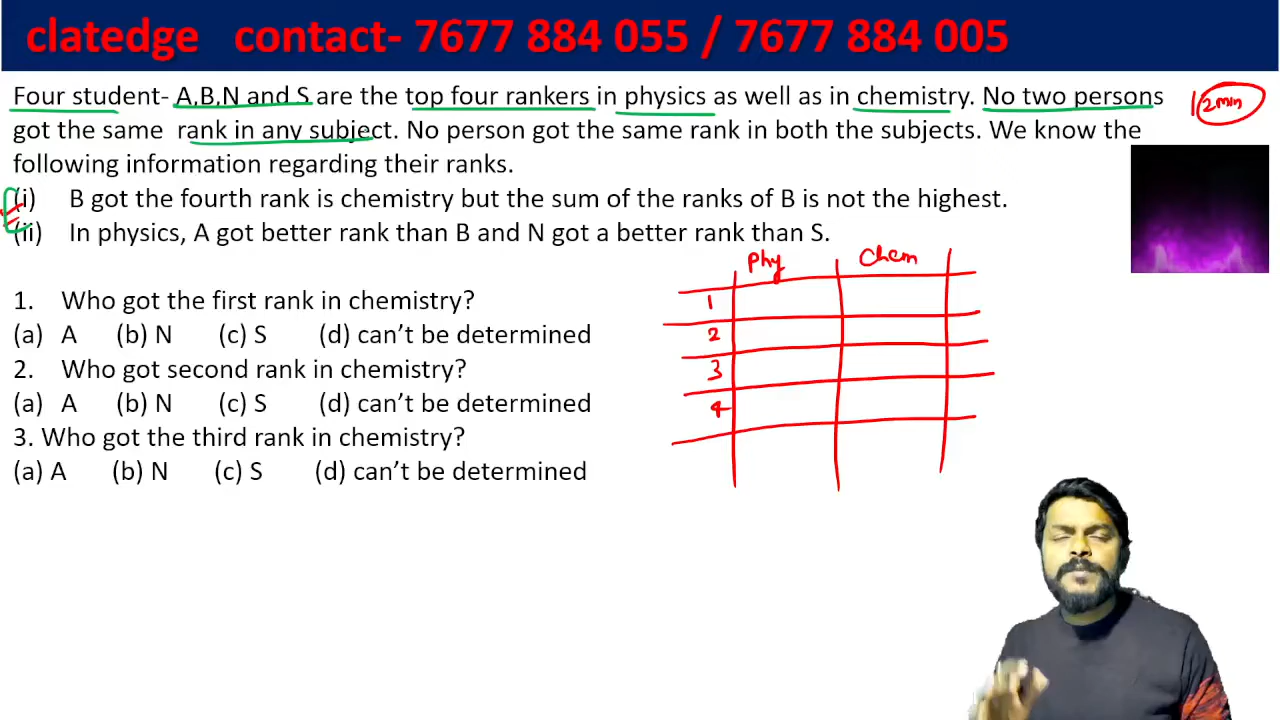 clatedge contact- 7677 884 055 / 7677 884 005
Four student- A,B,N and S are the top four rankers in physics as well as in chemistry. No two persons
1 2 min
got the same rank in any subject. No person got the same rank in both the subjects. We know the
following information regarding their ranks.
(i) B got the fourth rank is chemistry but the sum of the ranks of B is not the highest.
(ii) In physics, A got better rank than B and N got a better rank than S.
Phy Chem
1
2
3
4
1. Who got the first rank in chemistry?
(a) A (b) N (c) S (d) can’t be determined
2. Who got second rank in chemistry?
(a) A (b) N (c) S (d) can’t be determined
3. Who got the third rank in chemistry?
(a) A (b) N (c) S (d) can’t be determined